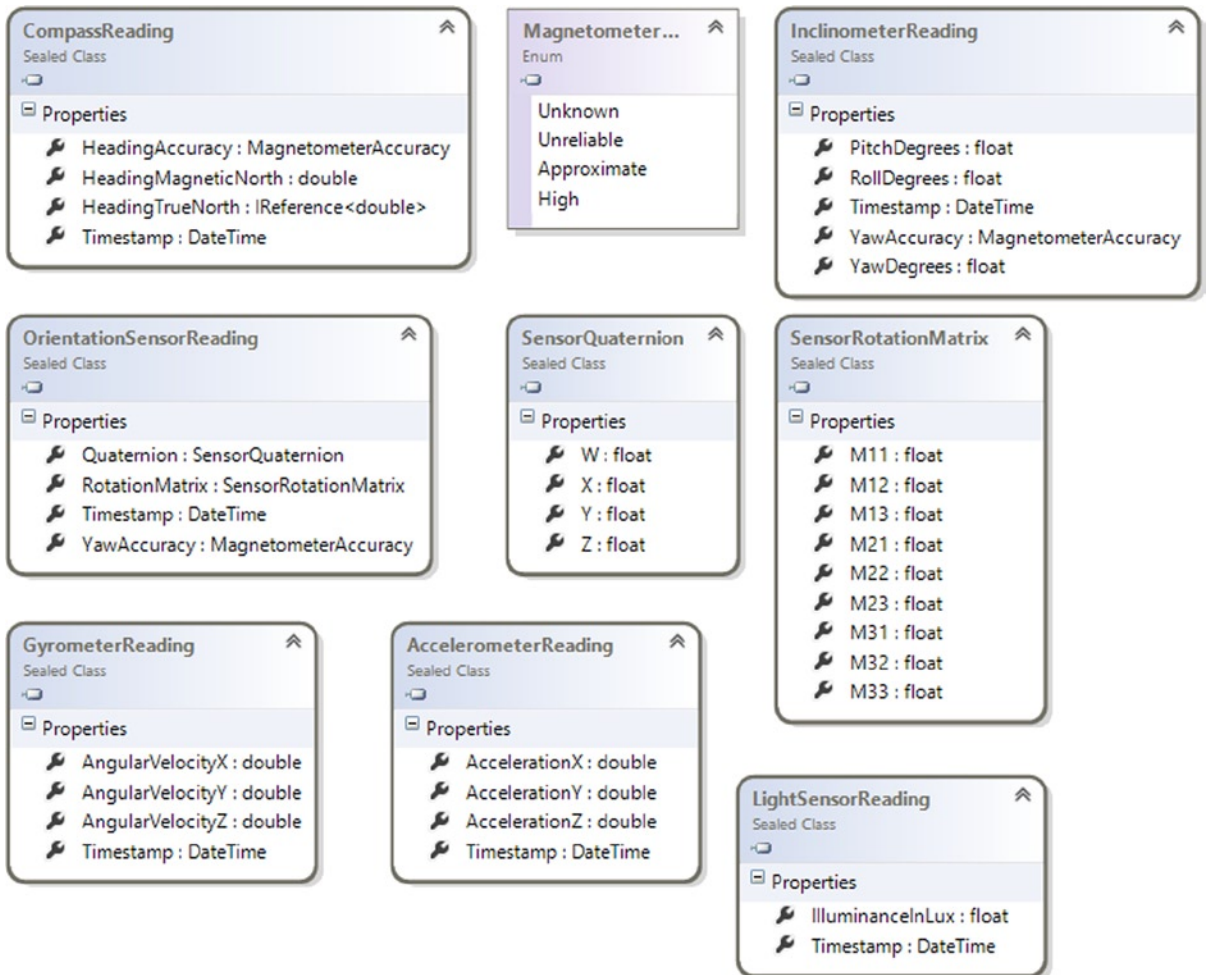 CompassReading
Sealed Class
Properties
HeadingAccuracy : MagnetometerAccuracy
HeadingMagneticNorth : double
HeadingTrueNorth : IReference<double>
Timestamp : DateTime
Magnetometer...
Enum
Unknown
Unreliable
Approximate
High
InclinometerReading
Sealed Class
Properties
PitchDegrees : float
RollDegrees : float
Timestamp : DateTime
YawAccuracy : MagnetometerAccuracy
YawDegrees : float
OrientationSensorReading
Sealed Class
Properties
Quaternion : SensorQuaternion
RotationMatrix : SensorRotationMatrix
Timestamp : DateTime
YawAccuracy : MagnetometerAccuracy
SensorQuaternion
Sealed Class
Properties
W : float
X : float
Y : float
Z : float
SensorRotationMatrix
Sealed Class
Properties
M11 : float
M12 : float
M13 : float
M21 : float
M22 : float
M23 : float
M31 : float
M32 : float
M33 : float
GyrometerReading
Sealed Class
Properties
AngularVelocityX : double
AngularVelocityY : double
AngularVelocityZ : double
Timestamp : DateTime
AccelerometerReading
Sealed Class
Properties
AccelerationX : double
AccelerationY : double
AccelerationZ : double
Timestamp : DateTime
LightSensorReading
Sealed Class
Properties
IlluminanceInLux : float
Timestamp : DateTime